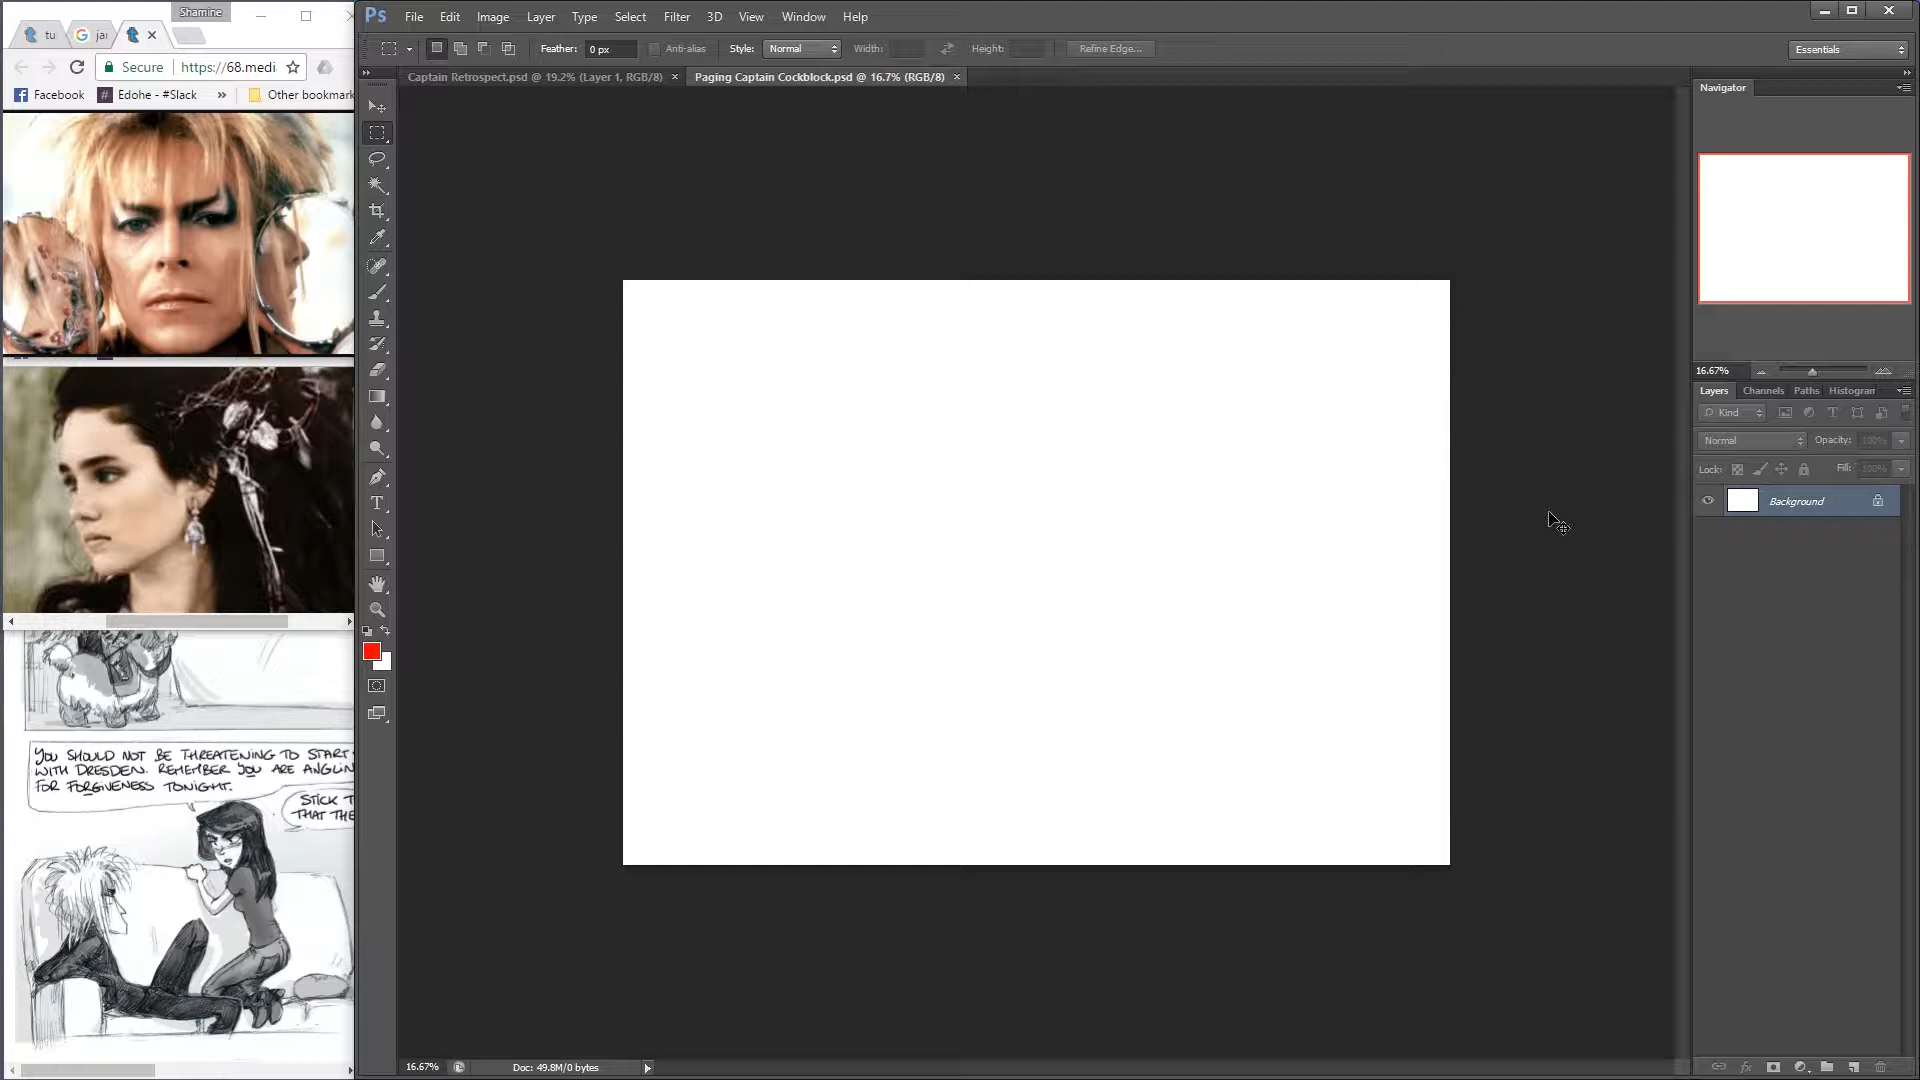 Shamine
tu
jar
Secure
https://68.medi
Facebook
Edohe - #Slack
»
Other bookmark
YOU SHOULD NOT BE THREATENING TO START
WITH DRESDEN. REMEMBER YOU ARE ANGLIN
FOR FORGIVENESS TONIGHT.
STICK T
THAT THE
Ps
File Edit Image Layer Type Select Filter 3D View Window Help
Feather: 0 px Anti-alias Style: Normal Width: Height: Refine Edge... Essentials
Captain Retrospect.psd @ 19.2% (Layer 1, RGB/8) × Paging Captain Cockblock.psd @ 16.7% (RGB/8) ×
Navigator
16.67%
Layers Channels Paths Histogram
Kind
Normal Opacity: 100%
Lock: Fill: 100%
Background
16.67% Doc: 49.8M/0 bytes